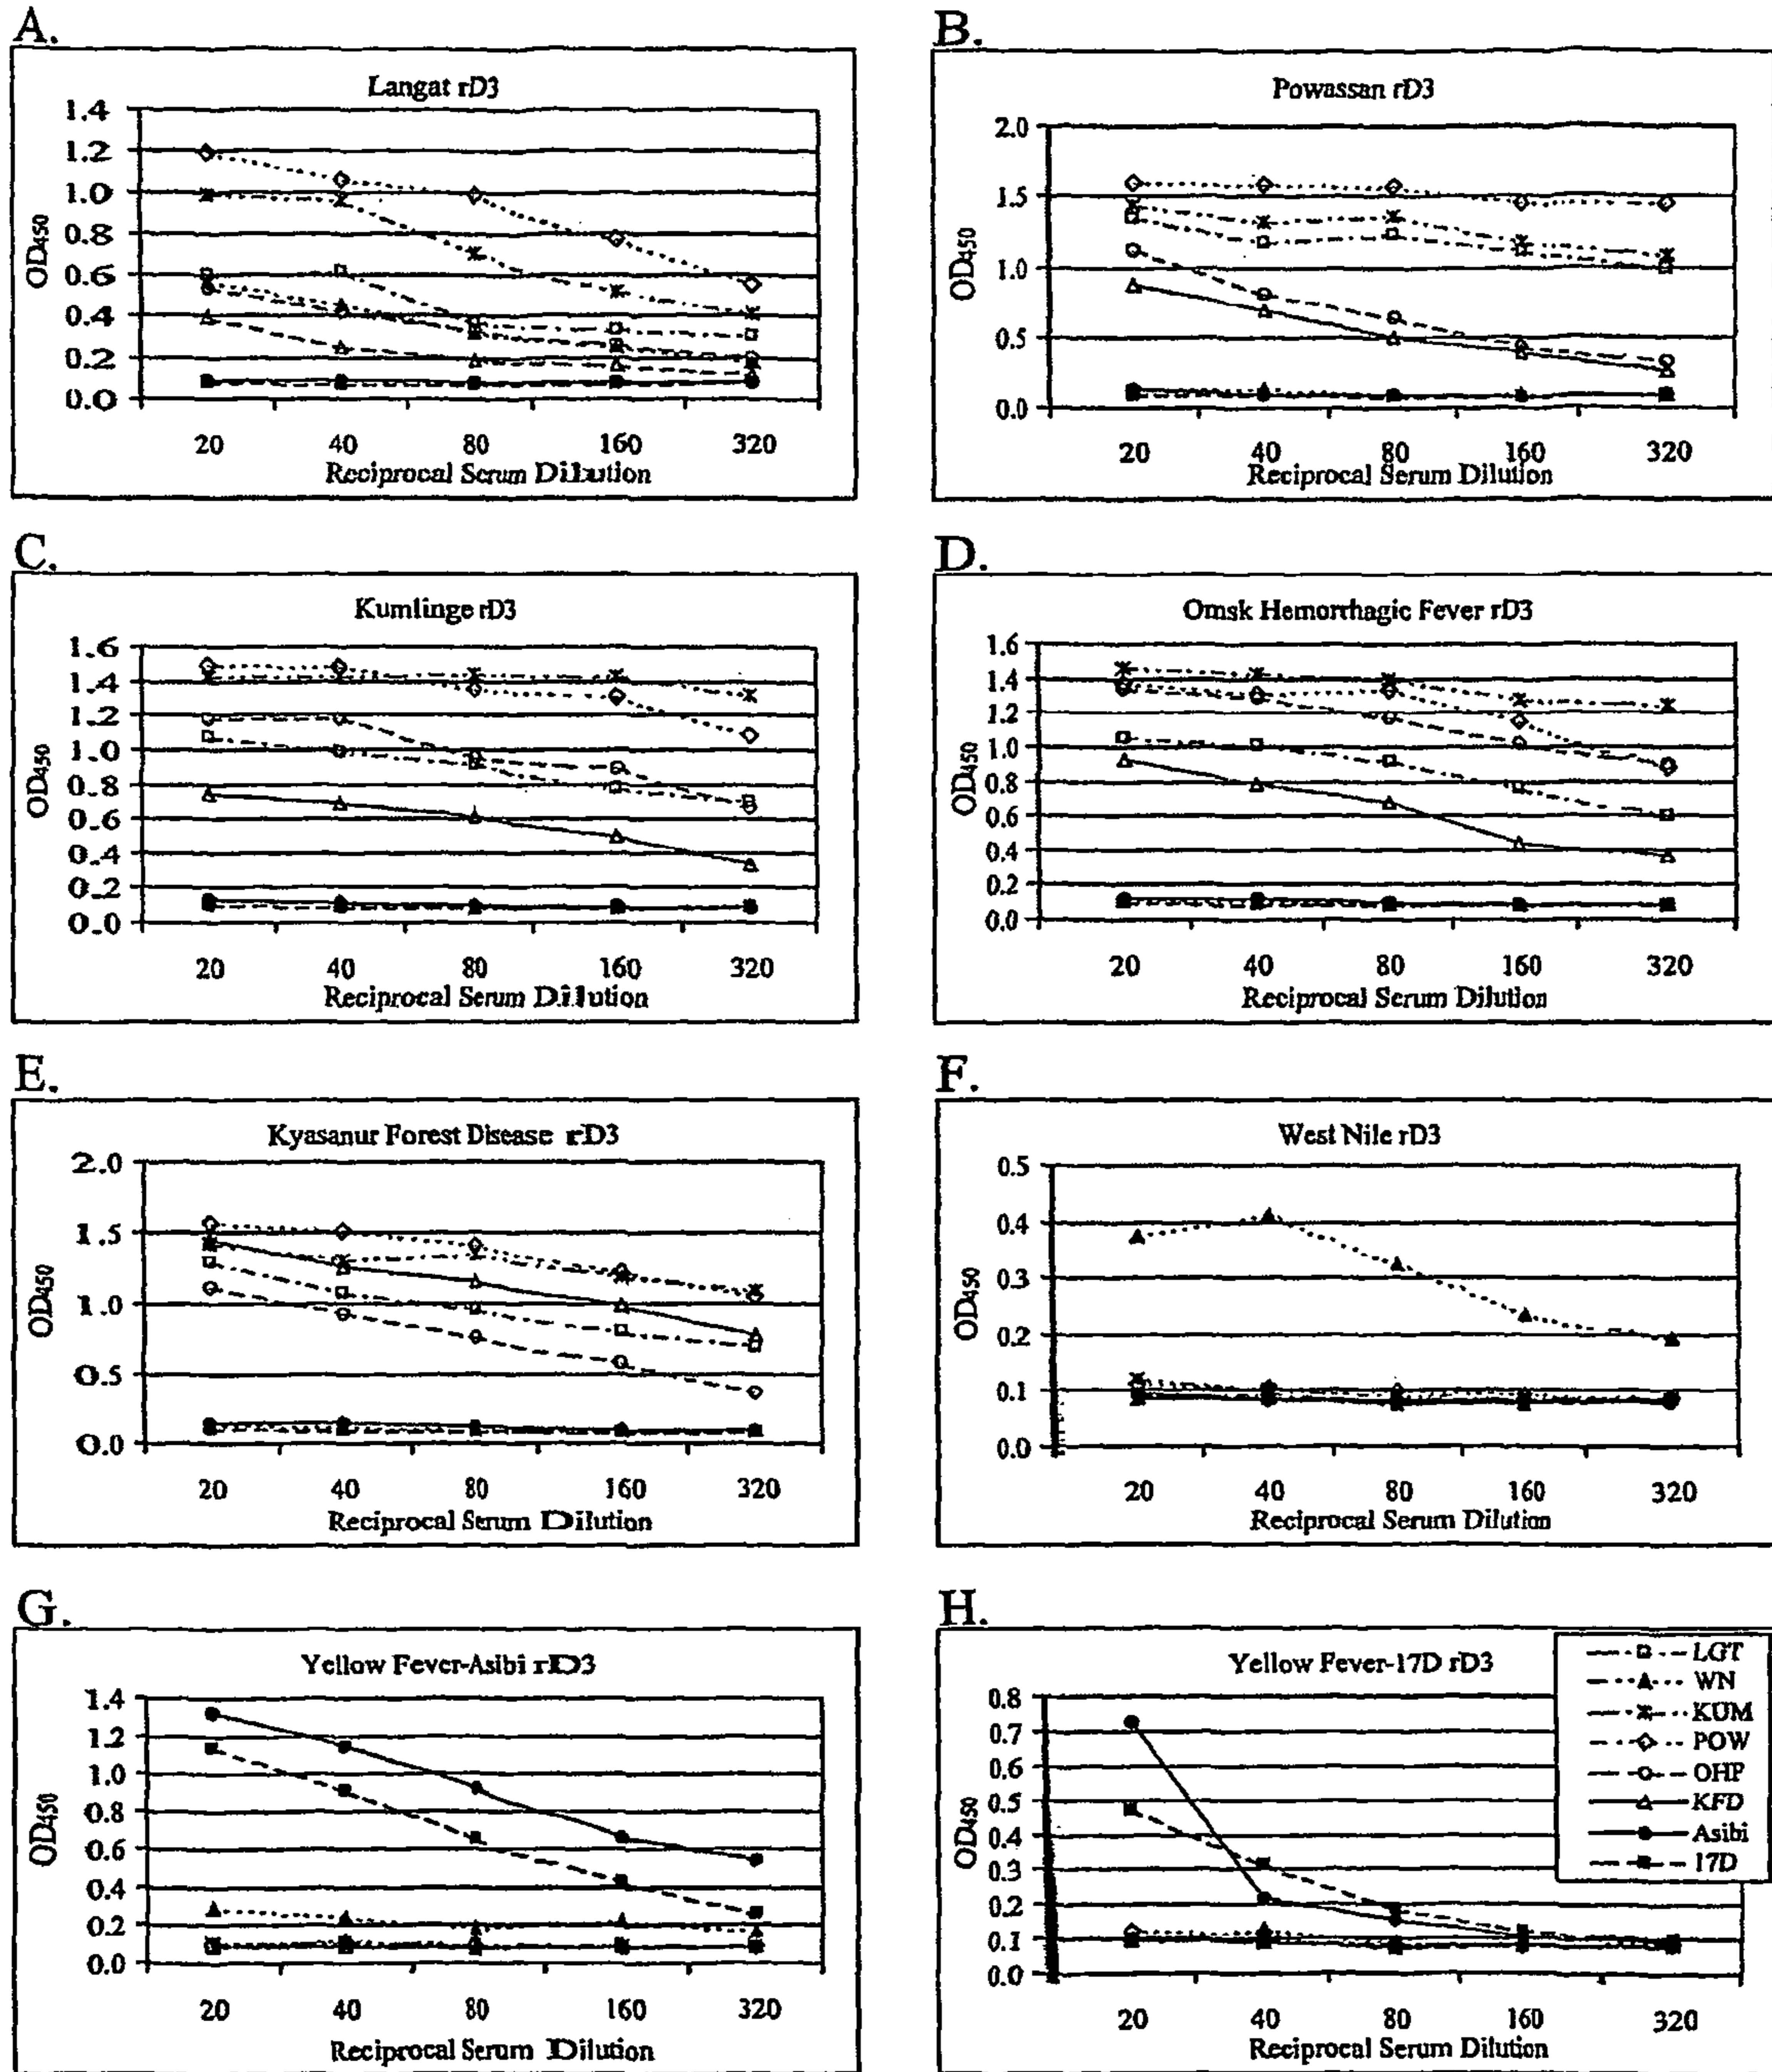 A.
Langat rD3
1.4
1.2
1.0
0.8
0.6
0.4
0.2
0.0
OD450
20 40 80 160 320
Reciprocal Serum Dilution
B.
Powassan rD3
2.0
1.5
1.0
0.5
0.0
OD450
20 40 80 160 320
Reciprocal Serum Dilution
C.
Kumlinge rD3
1.6
1.4
1.2
1.0
0.8
0.6
0.4
0.2
0.0
OD450
20 40 80 160 320
Reciprocal Serum Dilution
D.
Omsk Hemorrhagic Fever rD3
1.6
1.4
1.2
1.0
0.8
0.6
0.4
0.2
0.0
OD450
20 40 80 160 320
Reciprocal Serum Dilution
E.
Kyasanur Forest Disease rD3
2.0
1.5
1.0
0.5
0.0
OD450
20 40 80 160 320
Reciprocal Serum Dilution
F.
West Nile rD3
0.5
0.4
0.3
0.2
0.1
0.0
OD450
20 40 80 160 320
Reciprocal Serum Dilution
G.
Yellow Fever-Asibi rD3
1.4
1.2
1.0
0.8
0.6
0.4
0.2
0.0
OD450
20 40 80 160 320
Reciprocal Serum Dilution
H.
Yellow Fever-17D rD3
0.8
0.7
0.6
0.5
0.4
0.3
0.2
0.1
0.0
OD450
20 40 80 160 320
Reciprocal Serum Dilution
LGT
WN
KUM
POW
OHP
KFD
Asibi
17D